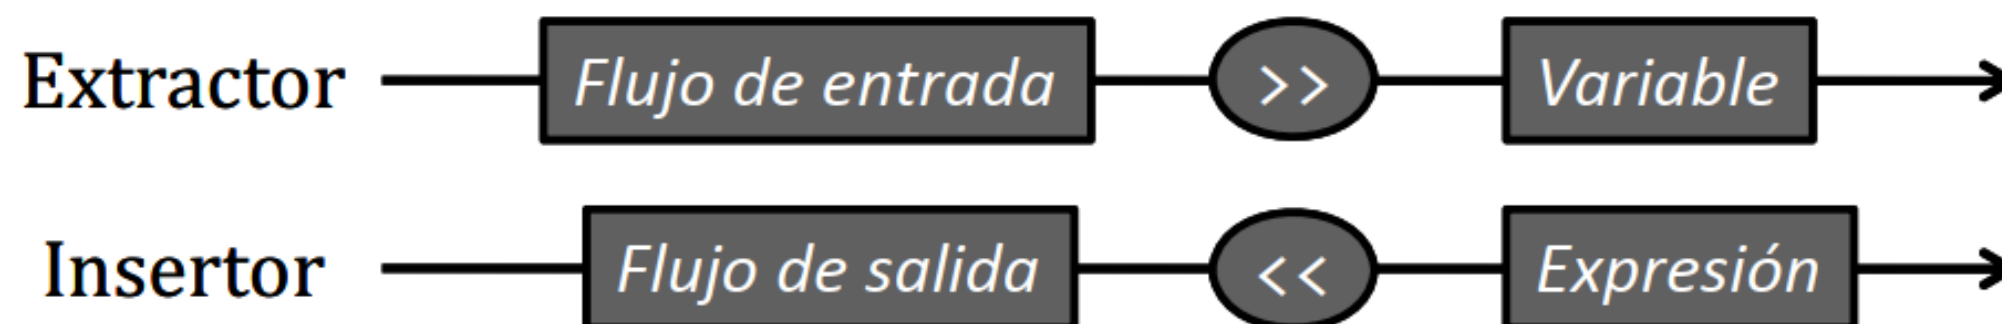 Extractor Flujo de entrada >> Variable
Insertor Flujo de salida << Expresión